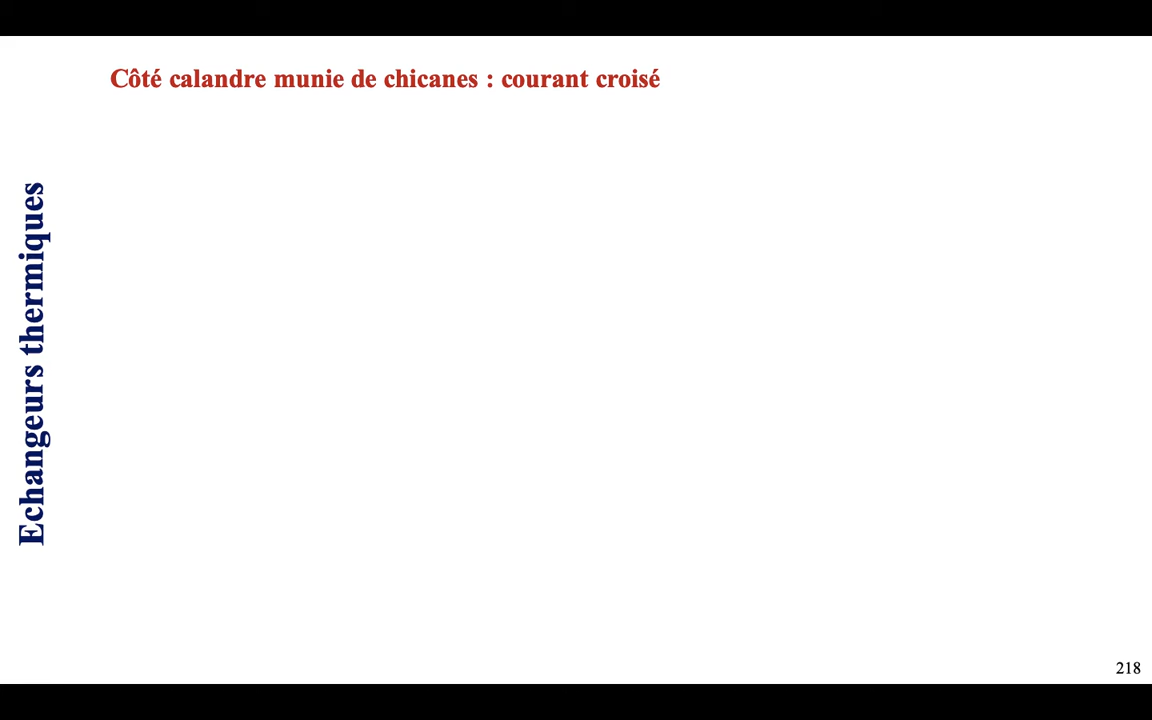 Côté calandre munie de chicanes : courant croisé
Echangeurs thermiques
218